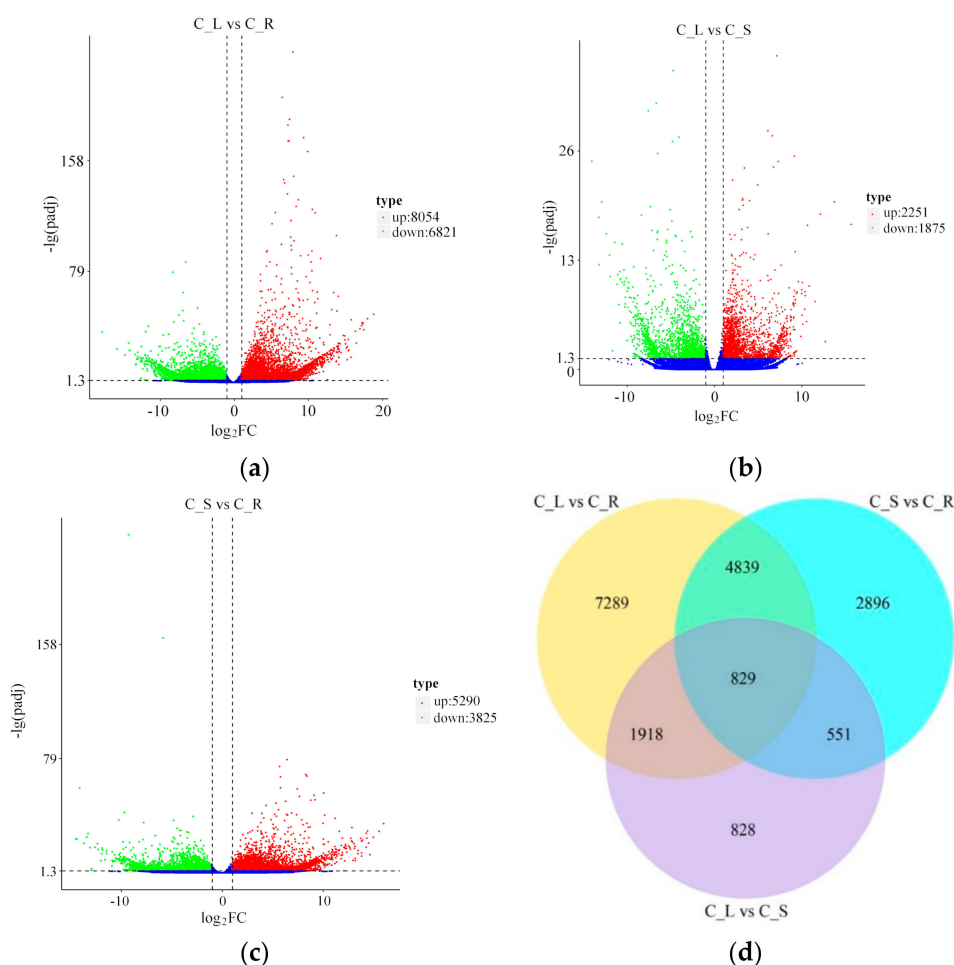 C_L vs C_R
158
79
1.3
-lg(padj)
-10
0
10
20
log2FC
type
up:8054
down:6821
(a)
C_L vs C_S
26
13
1.3
0
-lg(padj)
-10
0
10
log2FC
type
up:2251
down:1875
(b)
C_S vs C_R
158
79
1.3
-lg(padj)
-10
0
10
log2FC
type
up:5290
down:3825
(c)
C_L vs C_R
C_S vs C_R
4839
7289
2896
829
1918
551
828
C_L vs C_S
(d)